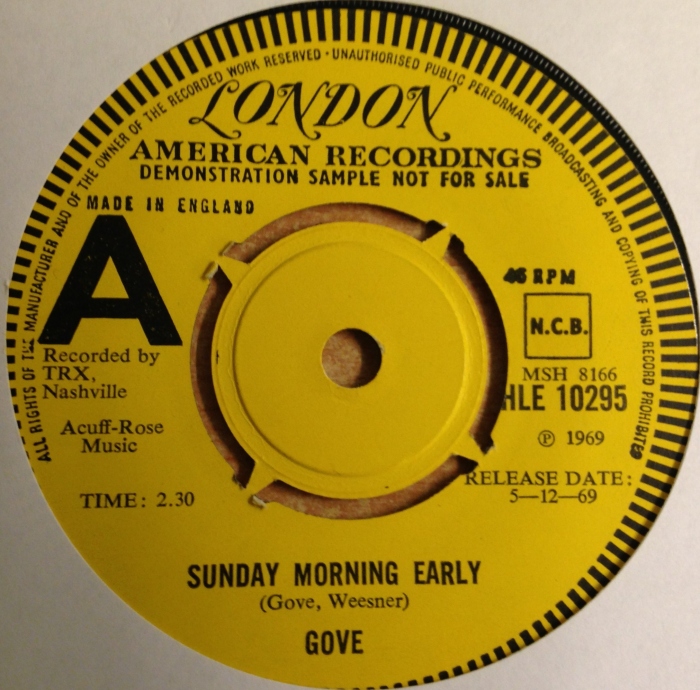 ALL RIGHTS OF THE MANUFACTURER AND OF THE OWNER OF THE RECORDED WORK RESERVED · UNAUTHORISED PUBLIC PERFORMANCE BROADCASTING AND COPYING OF THIS RECORD PROHIBITED
LONDON
AMERICAN RECORDINGS
DEMONSTRATION SAMPLE NOT FOR SALE
MADE IN ENGLAND
A
45 RPM
N.C.B.
Recorded by
TRX,
Nashville
MSH 8166
HLE 10295
Acuff-Rose
Music
℗ 1969
TIME: 2.30
RELEASE DATE:
5—12—69
SUNDAY MORNING EARLY
(Gove, Weesner)
GOVE